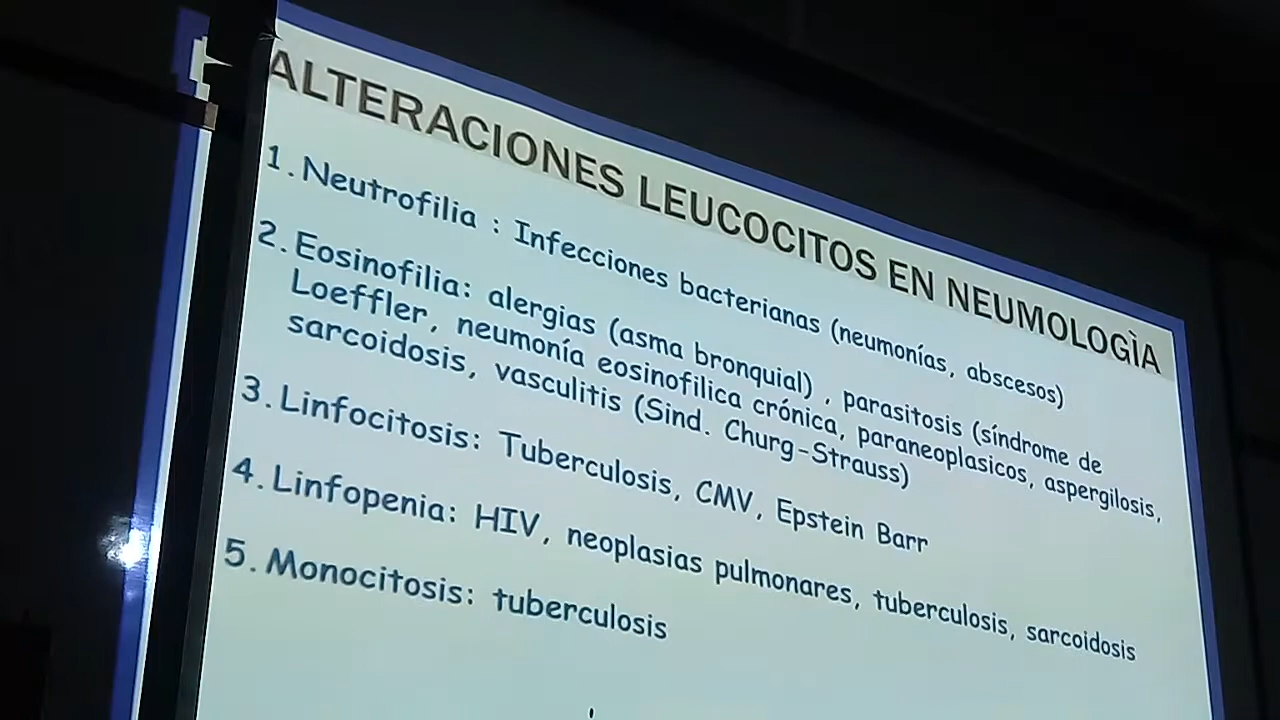 ALTERACIONES LEUCOCITOS EN NEUMOLOGÌA
1. Neutrofilia : Infecciones bacterianas (neumonías, abscesos)
2. Eosinofilia: alergias (asma bronquial) , parasitosis (síndrome de
Loeffler, neumonía eosinofilica crónica, paraneoplasicos, aspergilosis,
sarcoidosis, vasculitis (Sind. Churg-Strauss)
3. Linfocitosis: Tuberculosis, CMV, Epstein Barr
4. Linfopenia: HIV, neoplasias pulmonares, tuberculosis, sarcoidosis
5. Monocitosis: tuberculosis